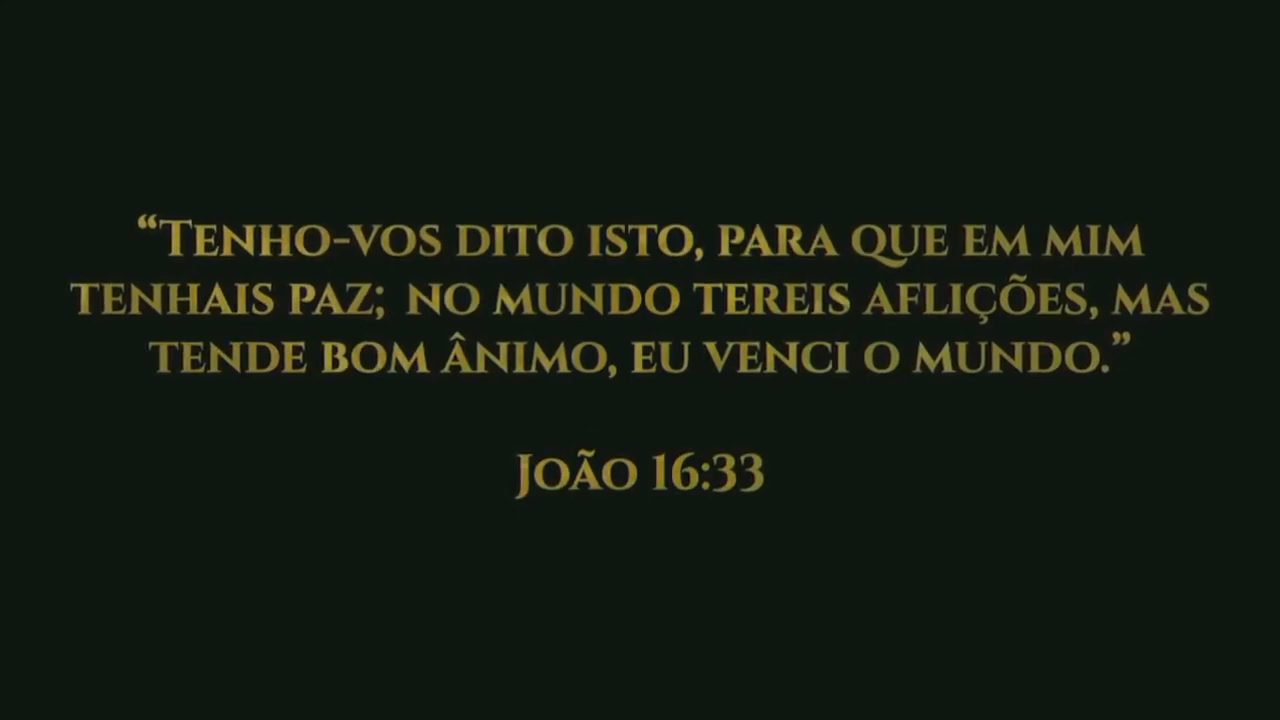 “Tenho-vos dito isto, para que em mim
tenhais paz; no mundo tereis aflições, mas
tende bom ânimo, eu venci o mundo.”
João 16:33